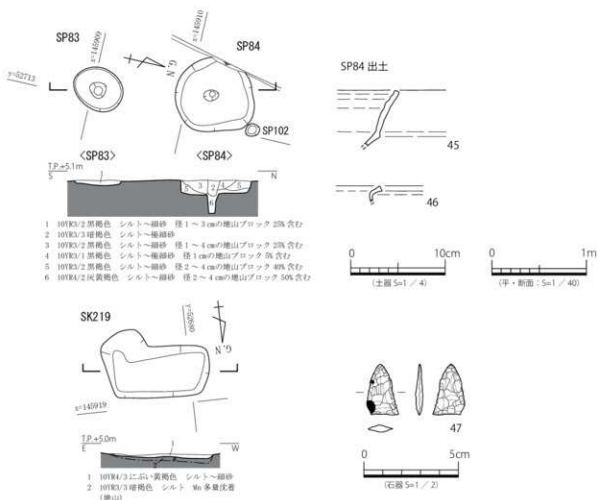 SP83
x=145909
y=52713
G. N
x=145910
SP84
SP102
〈SP83〉
〈SP84〉
T.P.+5.1m
S
N
1
3
2
4
5
5
6
1 10YR3/2 黒褐色 シルト～細砂 径1～3cmの地山ブロック25%含む
2 10YR3/3 暗褐色 シルト～極細砂
3 10YR3/2 黒褐色 シルト～細砂 径1～4cmの地山ブロック25%含む
4 10YR3/1 黒褐色 シルト～極細砂 径1cmの地山ブロック5%含む
5 10YR3/2 黒褐色 シルト～細砂 径2～4cmの地山ブロック40%含む
6 10YR4/2 灰黄褐色 シルト～細砂 径2～4cmの地山ブロック50%含む
SP84 出土
45
46
0
10cm
(土器 S=1／4)
0
1m
(平・断面：S=1／40)
SK219
G. N
x=145919
T.P.+5.0m
E
W
1
2
1 10YR4/3 にぶい黄褐色 シルト～細砂
2 10YR3/3 暗褐色 シルト Mn多量沈着
(地山)
47
0
5cm
(石器 S=1／2)